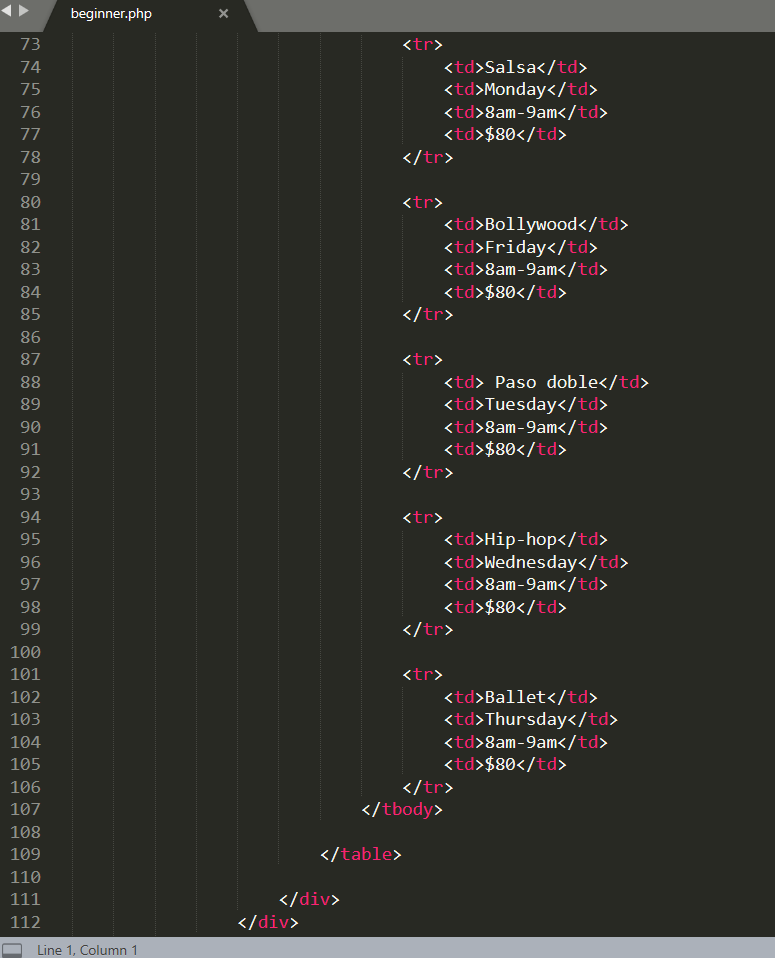 beginner.php ×
73 <tr>
74 <td>Salsa</td>
75 <td>Monday</td>
76 <td>8am-9am</td>
77 <td>$80</td>
78 </tr>
79
80 <tr>
81 <td>Bollywood</td>
82 <td>Friday</td>
83 <td>8am-9am</td>
84 <td>$80</td>
85 </tr>
86
87 <tr>
88 <td> Paso doble</td>
89 <td>Tuesday</td>
90 <td>8am-9am</td>
91 <td>$80</td>
92 </tr>
93
94 <tr>
95 <td>Hip-hop</td>
96 <td>Wednesday</td>
97 <td>8am-9am</td>
98 <td>$80</td>
99 </tr>
100
101 <tr>
102 <td>Ballet</td>
103 <td>Thursday</td>
104 <td>8am-9am</td>
105 <td>$80</td>
106 </tr>
107 </tbody>
108
109 </table>
110
111 </div>
112 </div>
Line 1, Column 1